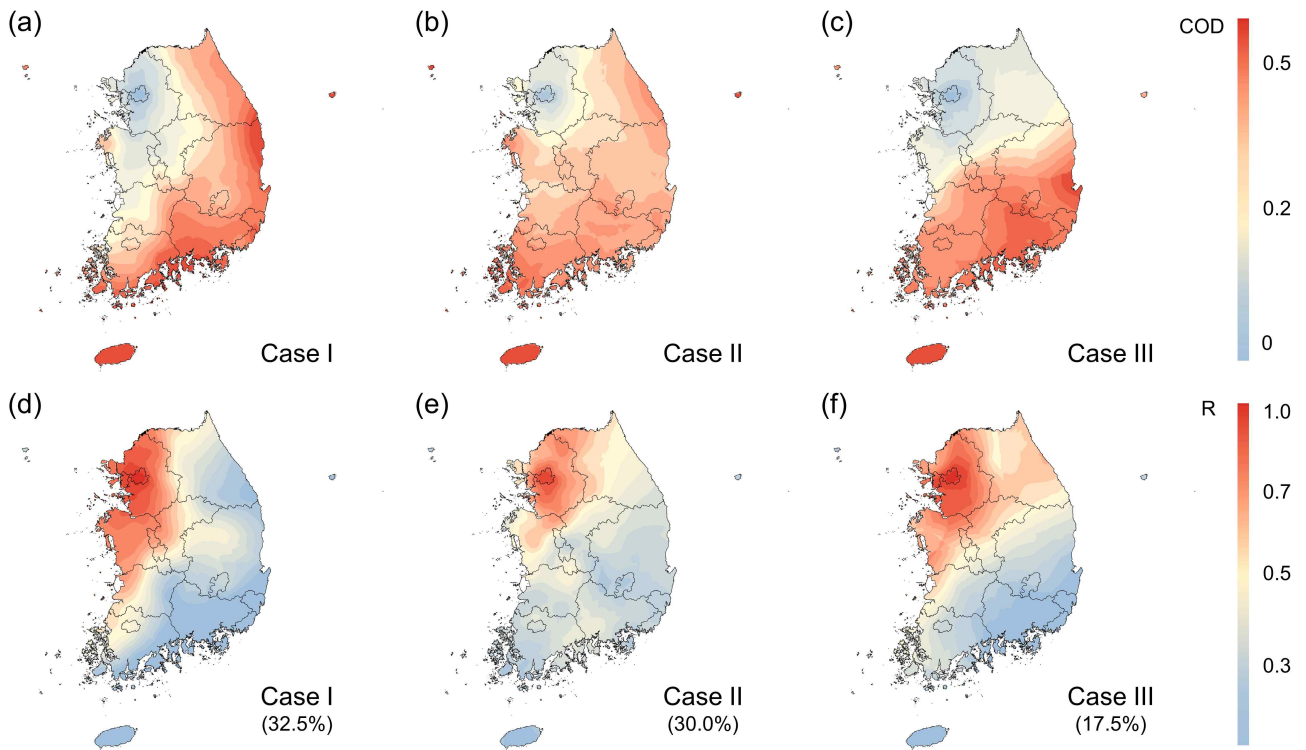 (a)
(b)
(c)
COD
0.5
0.2
0
Case I
Case II
Case III
(d)
(e)
(f)
R
1.0
0.7
0.5
0.3
Case I
(32.5%)
Case II
(30.0%)
Case III
(17.5%)